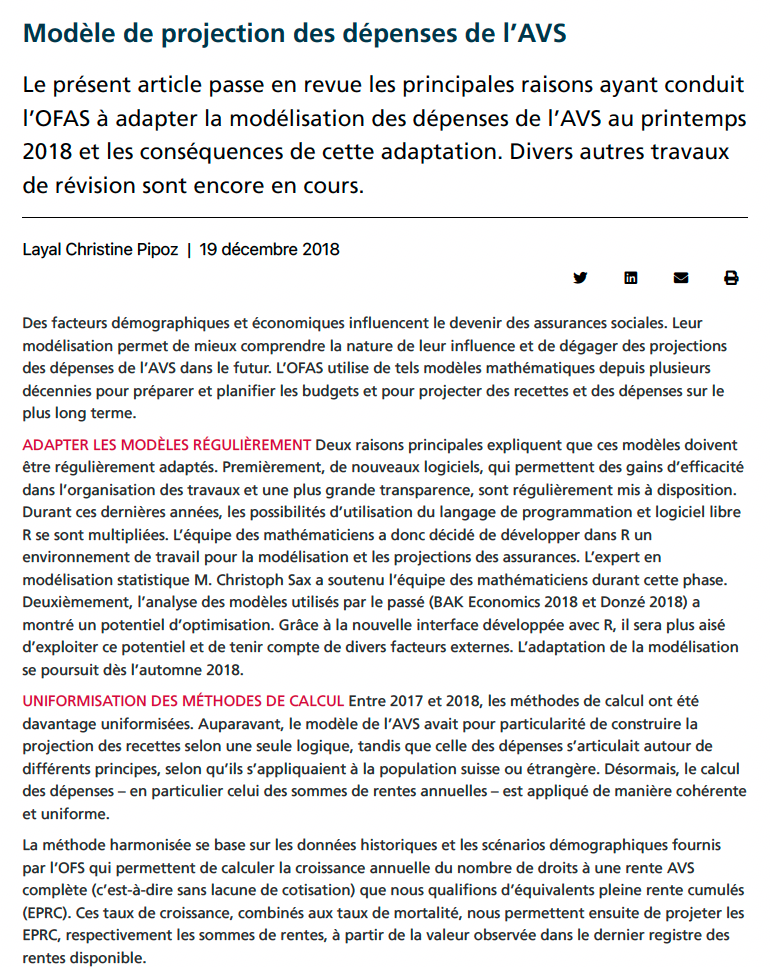 Modèle de projection des dépenses de l’AVS
Le présent article passe en revue les principales raisons ayant conduit
l’OFAS à adapter la modélisation des dépenses de l’AVS au printemps
2018 et les conséquences de cette adaptation. Divers autres travaux
de révision sont encore en cours.
Layal Christine Pipoz | 19 décembre 2018
Des facteurs démographiques et économiques influencent le devenir des assurances sociales. Leur
modélisation permet de mieux comprendre la nature de leur influence et de dégager des projections
des dépenses de l’AVS dans le futur. L’OFAS utilise de tels modèles mathématiques depuis plusieurs
décennies pour préparer et planifier les budgets et pour projecter des recettes et des dépenses sur le
plus long terme.
ADAPTER LES MODÈLES RÉGULIÈREMENT Deux raisons principales expliquent que ces modèles doivent
être régulièrement adaptés. Premièrement, de nouveaux logiciels, qui permettent des gains d’efficacité
dans l’organisation des travaux et une plus grande transparence, sont régulièrement mis à disposition.
Durant ces dernières années, les possibilités d’utilisation du langage de programmation et logiciel libre
R se sont multipliées. L’équipe des mathématiciens a donc décidé de développer dans R un
environnement de travail pour la modélisation et les projections des assurances. L’expert en
modélisation statistique M. Christoph Sax a soutenu l’équipe des mathématiciens durant cette phase.
Deuxièmement, l’analyse des modèles utilisés par le passé (BAK Economics 2018 et Donzé 2018) a
montré un potentiel d’optimisation. Grâce à la nouvelle interface développée avec R, il sera plus aisé
d’exploiter ce potentiel et de tenir compte de divers facteurs externes. L’adaptation de la modélisation
se poursuit dès l’automne 2018.
UNIFORMISATION DES MÉTHODES DE CALCUL Entre 2017 et 2018, les méthodes de calcul ont été
davantage uniformisées. Auparavant, le modèle de l’AVS avait pour particularité de construire la
projection des recettes selon une seule logique, tandis que celle des dépenses s’articulait autour de
différents principes, selon qu’ils s’appliquaient à la population suisse ou étrangère. Désormais, le calcul
des dépenses – en particulier celui des sommes de rentes annuelles – est appliqué de manière cohérente
et uniforme.
La méthode harmonisée se base sur les données historiques et les scénarios démographiques fournis
par l’OFS qui permettent de calculer la croissance annuelle du nombre de droits à une rente AVS
complète (c’est-à-dire sans lacune de cotisation) que nous qualifions d’équivalents pleine rente cumulés
(EPRC). Ces taux de croissance, combinés aux taux de mortalité, nous permettent ensuite de projeter les
EPRC, respectivement les sommes de rentes, à partir de la valeur observée dans le dernier registre des
rentes disponible.